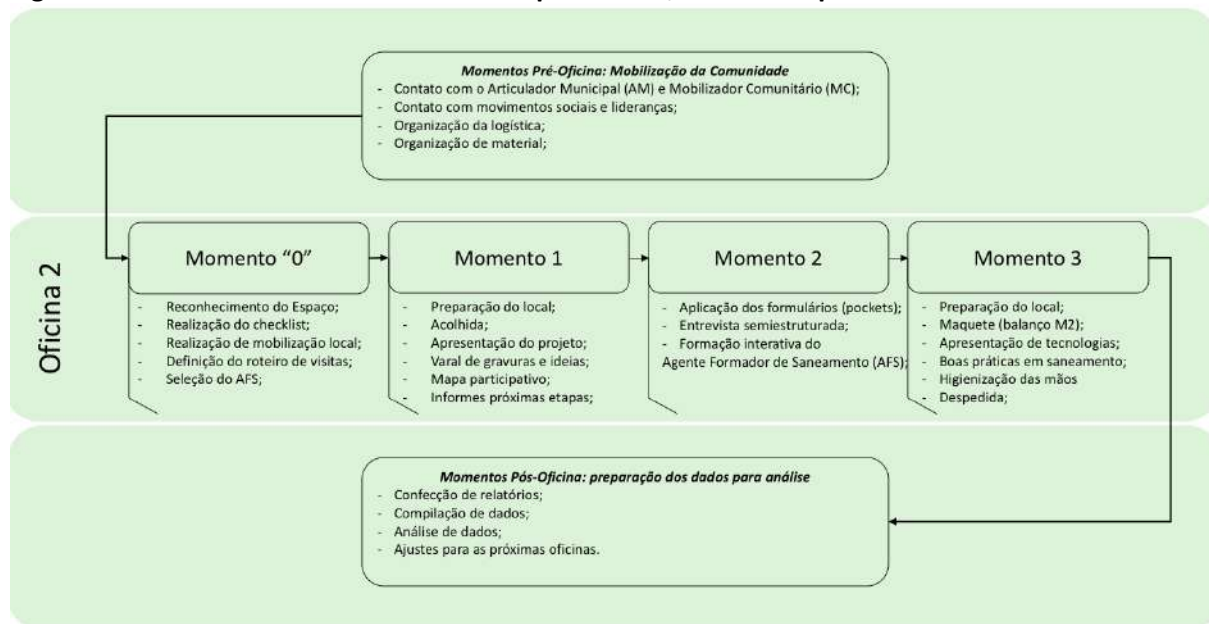 Momentos Pré-Oficina: Mobilização da Comunidade
- Contato com o Articulador Municipal (AM) e Mobilizador Comunitário (MC);
- Contato com movimentos sociais e lideranças;
- Organização da logística;
- Organização de material;
Oficina 2
Momento “0”
- Reconhecimento do Espaço;
- Realização do checklist;
- Realização de mobilização local;
- Definição do roteiro de visitas;
- Seleção do AFS;
Momento 1
- Preparação do local;
- Acolhida;
- Apresentação do projeto;
- Varal de gravuras e ideias;
- Mapa participativo;
- Informes próximas etapas;
Momento 2
- Aplicação dos formulários (pockets);
- Entrevista semiestruturada;
- Formação interativa do
Agente Formador de Saneamento (AFS);
Momento 3
- Preparação do local;
- Maquete (balanço M2);
- Apresentação de tecnologias;
- Boas práticas em saneamento;
- Higienização das mãos
- Despedida;
Momentos Pós-Oficina: preparação dos dados para análise
- Confecção de relatórios;
- Compilação de dados;
- Análise de dados;
- Ajustes para as próximas oficinas.